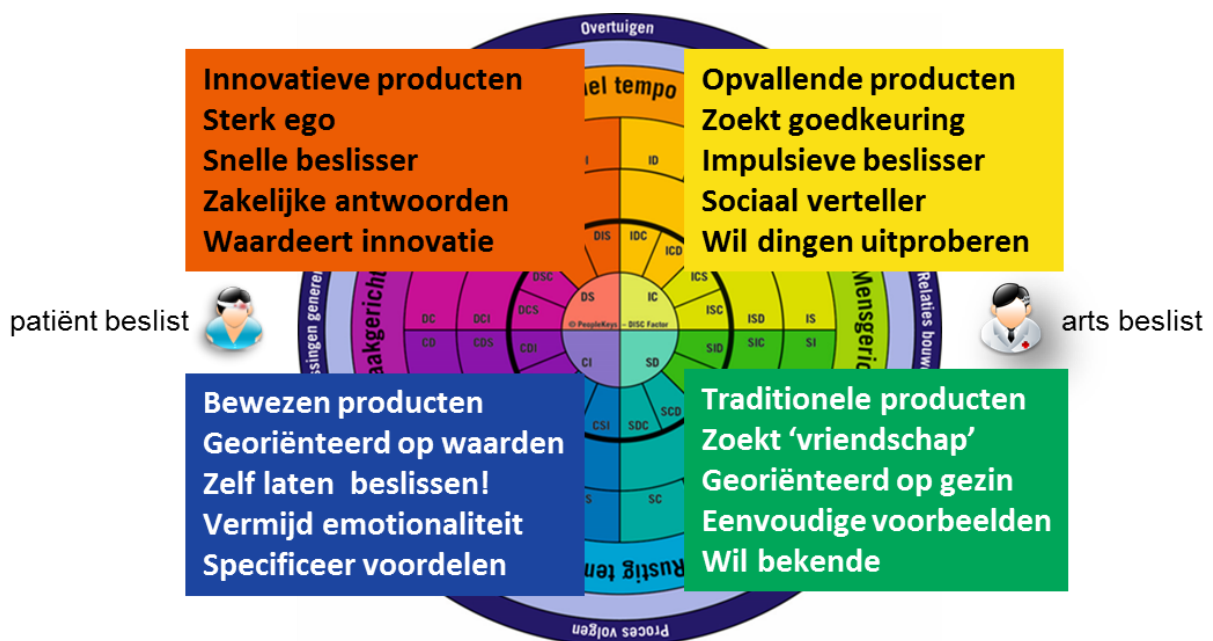 Overtuigen
Innovatieve producten
Sterk ego
Snelle beslisser
Zakelijke antwoorden
Waardeert innovatie
tempo
Opvallende producten
Zoekt goedkeuring
Impulsieve beslisser
Sociaal verteller
Wil dingen uitproberen
ID
DIS
IDC
ICD
DSC
ICS
DS
IC
DC
DCI
DCS
ISC
ISD
IS
© PeopleKeys – DISC Factor
CD
CDS
CDI
SID
SIC
SI
CI
SD
patiënt beslist
arts beslist
Relaties
Bewezen producten
Georiënteerd op waarden
Zelf laten beslissen!
Vermijd emotionaliteit
Specificeer voordelen
Traditionele producten
Zoekt ‘vriendschap’
Georiënteerd op gezin
Eenvoudige voorbeelden
Wil bekende
CSI
SDC
SCD
SC
Rustig
Proces volgen